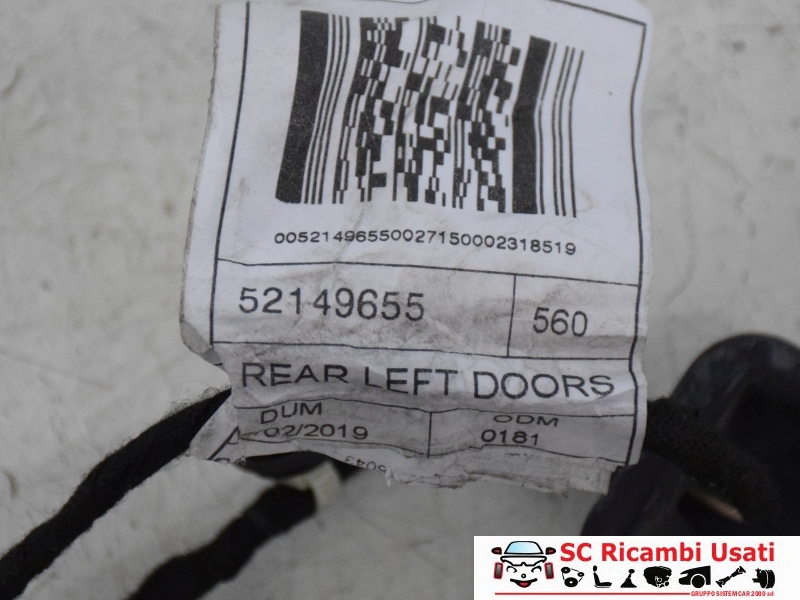 00521496550027150002318519
52149655
560
REAR LEFT DOORS
DUM
ODM
02/2019
0181
SC Ricambi Usati
GRUPPO SISTEMCAR 2000 srl